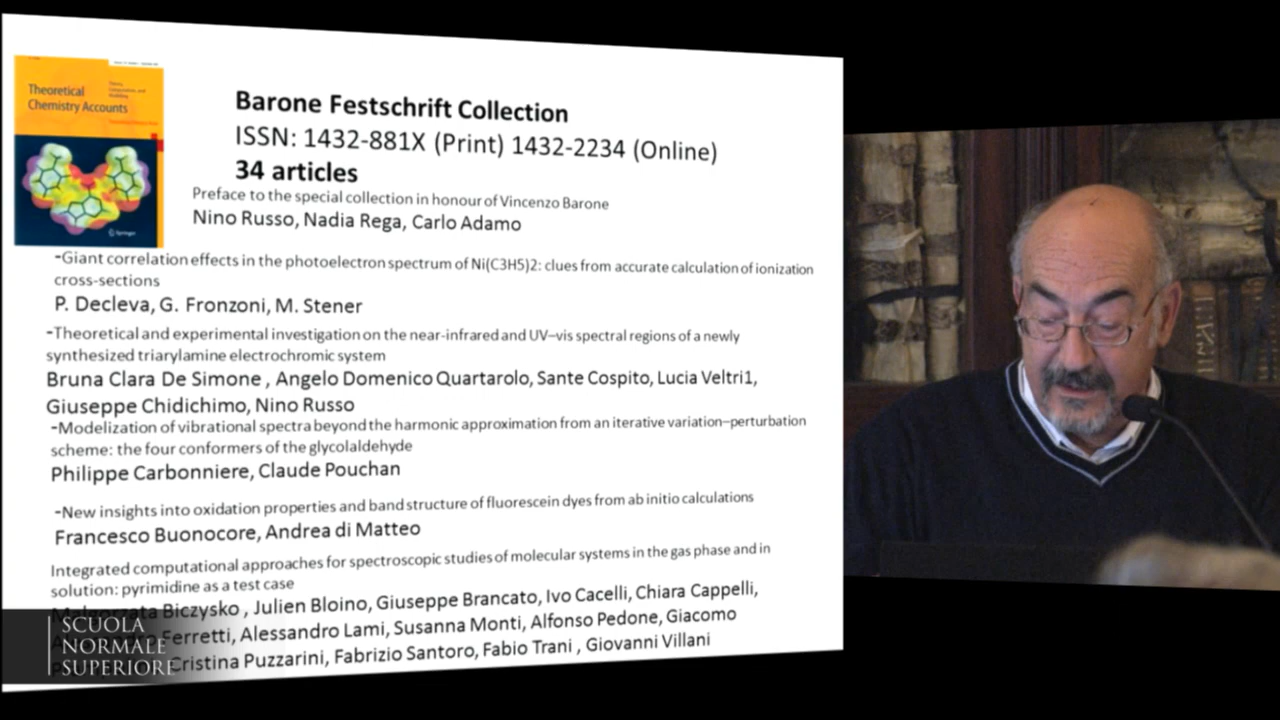 Theoretical
Chemistry Accounts
Springer
Barone Festschrift Collection
ISSN: 1432-881X (Print) 1432-2234 (Online)
34 articles
Preface to the special collection in honour of Vincenzo Barone
Nino Russo, Nadia Rega, Carlo Adamo
-Giant correlation effects in the photoelectron spectrum of Ni(C3H5)2: clues from accurate calculation of ionization
cross-sections
P. Decleva, G. Fronzoni, M. Stener
-Theoretical and experimental investigation on the near-infrared and UV–vis spectral regions of a newly
synthesized triarylamine electrochromic system
Bruna Clara De Simone , Angelo Domenico Quartarolo, Sante Cospito, Lucia Veltri1,
Giuseppe Chidichimo, Nino Russo
-Modelization of vibrational spectra beyond the harmonic approximation from an iterative variation–perturbation
scheme: the four conformers of the glycolaldehyde
Philippe Carbonniere, Claude Pouchan
-New insights into oxidation properties and band structure of fluorescein dyes from ab initio calculations
Francesco Buonocore, Andrea di Matteo
Integrated computational approaches for spectroscopic studies of molecular systems in the gas phase and in
solution: pyrimidine as a test case
Malgorzata Biczysko , Julien Bloino, Giuseppe Brancato, Ivo Cacelli, Chiara Cappelli,
Ferretti, Alessandro Lami, Susanna Monti, Alfonso Pedone, Giacomo
Cristina Puzzarini, Fabrizio Santoro, Fabio Trani , Giovanni Villani
SCUOLA
NORMALE
SUPERIORE